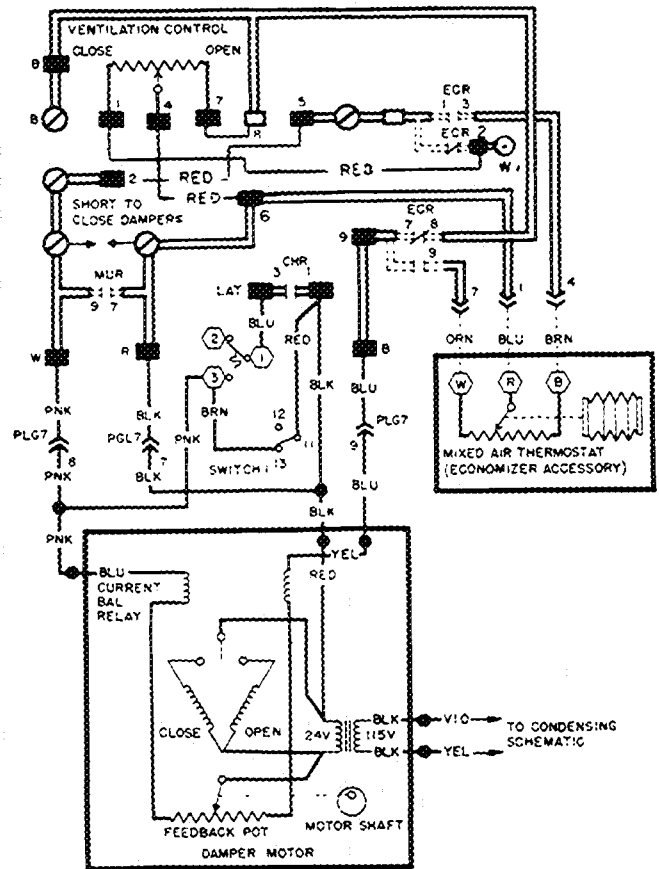 VENTILATION CONTROL
CLOSE OPEN
B
B
1 4 7 R 5
ECR
1 3
ECR
2
W1
RED
2 RED
RED
6
SHORT TO
CLOSE DAMPERS
ECR
9 7 8
9
MUR
9 7
CHR
LAT 3 1
7 1 4
BLU
RED
BLK
W R B
2
1
3
ORN BLU BRN
PNK BLK PNK BRN BLU
12
11
13
SWITCH 1
PLG7 PGL7 PLG7
8 7 9
PNK BLK BLU
W R B
MIXED AIR THERMOSTAT
(ECONOMIZER ACCESSORY)
BLK
PNK
YEL
RED
BLU
CURRENT
BAL
RELAY
CLOSE OPEN
24V 115V
BLK VIO
BLK YEL
TO CONDENSING
SCHEMATIC
FEEDBACK POT
MOTOR SHAFT
DAMPER MOTOR